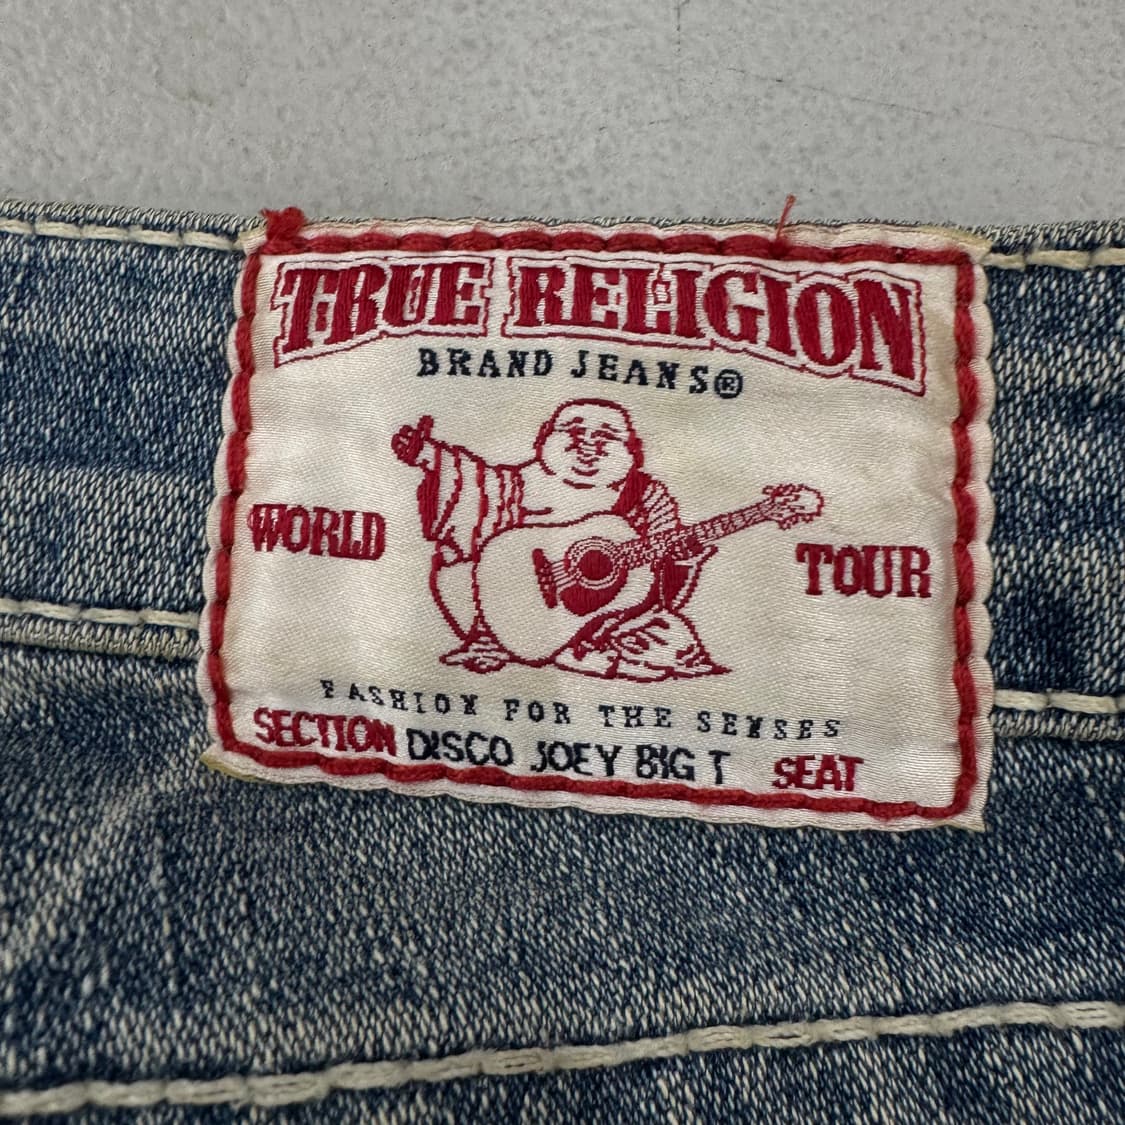 TRUE RELIGION
BRAND JEANS®
WORLD TOUR
FASHION FOR THE SENSES
SECTION DISCO JOEY BIG T SEAT